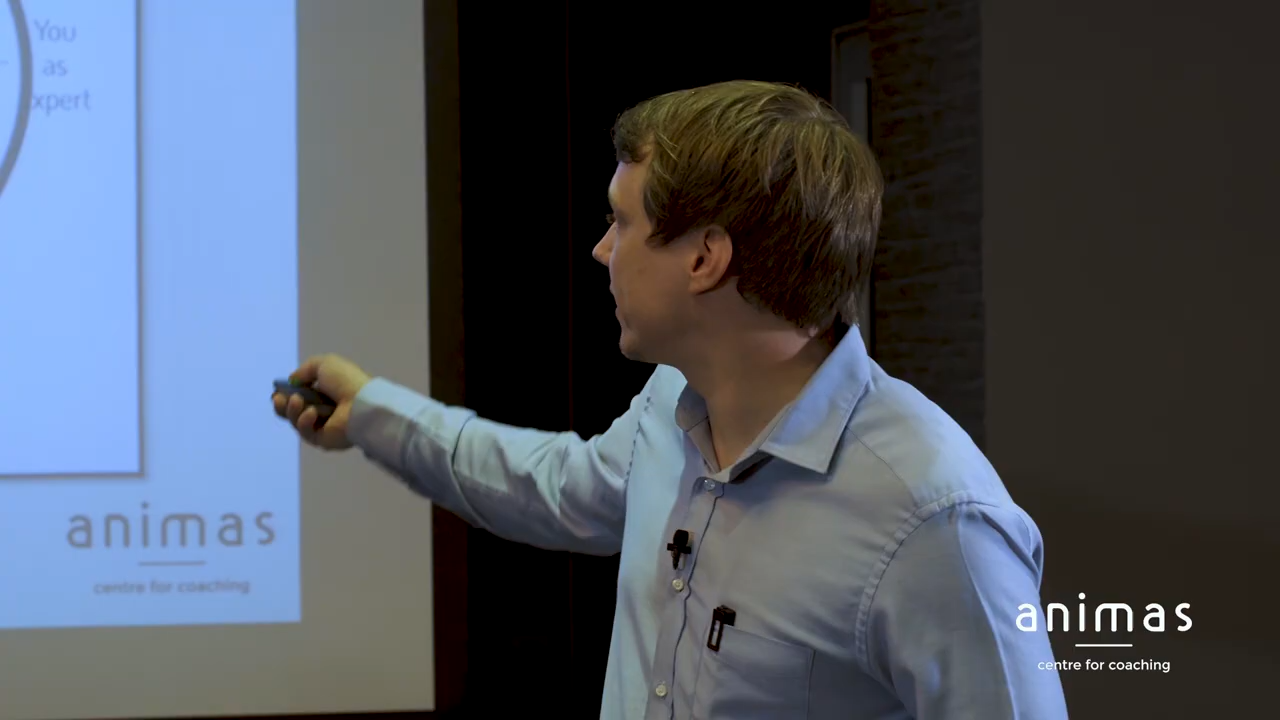 You
as
xpert
animas
centre for coaching
animas
centre for coaching